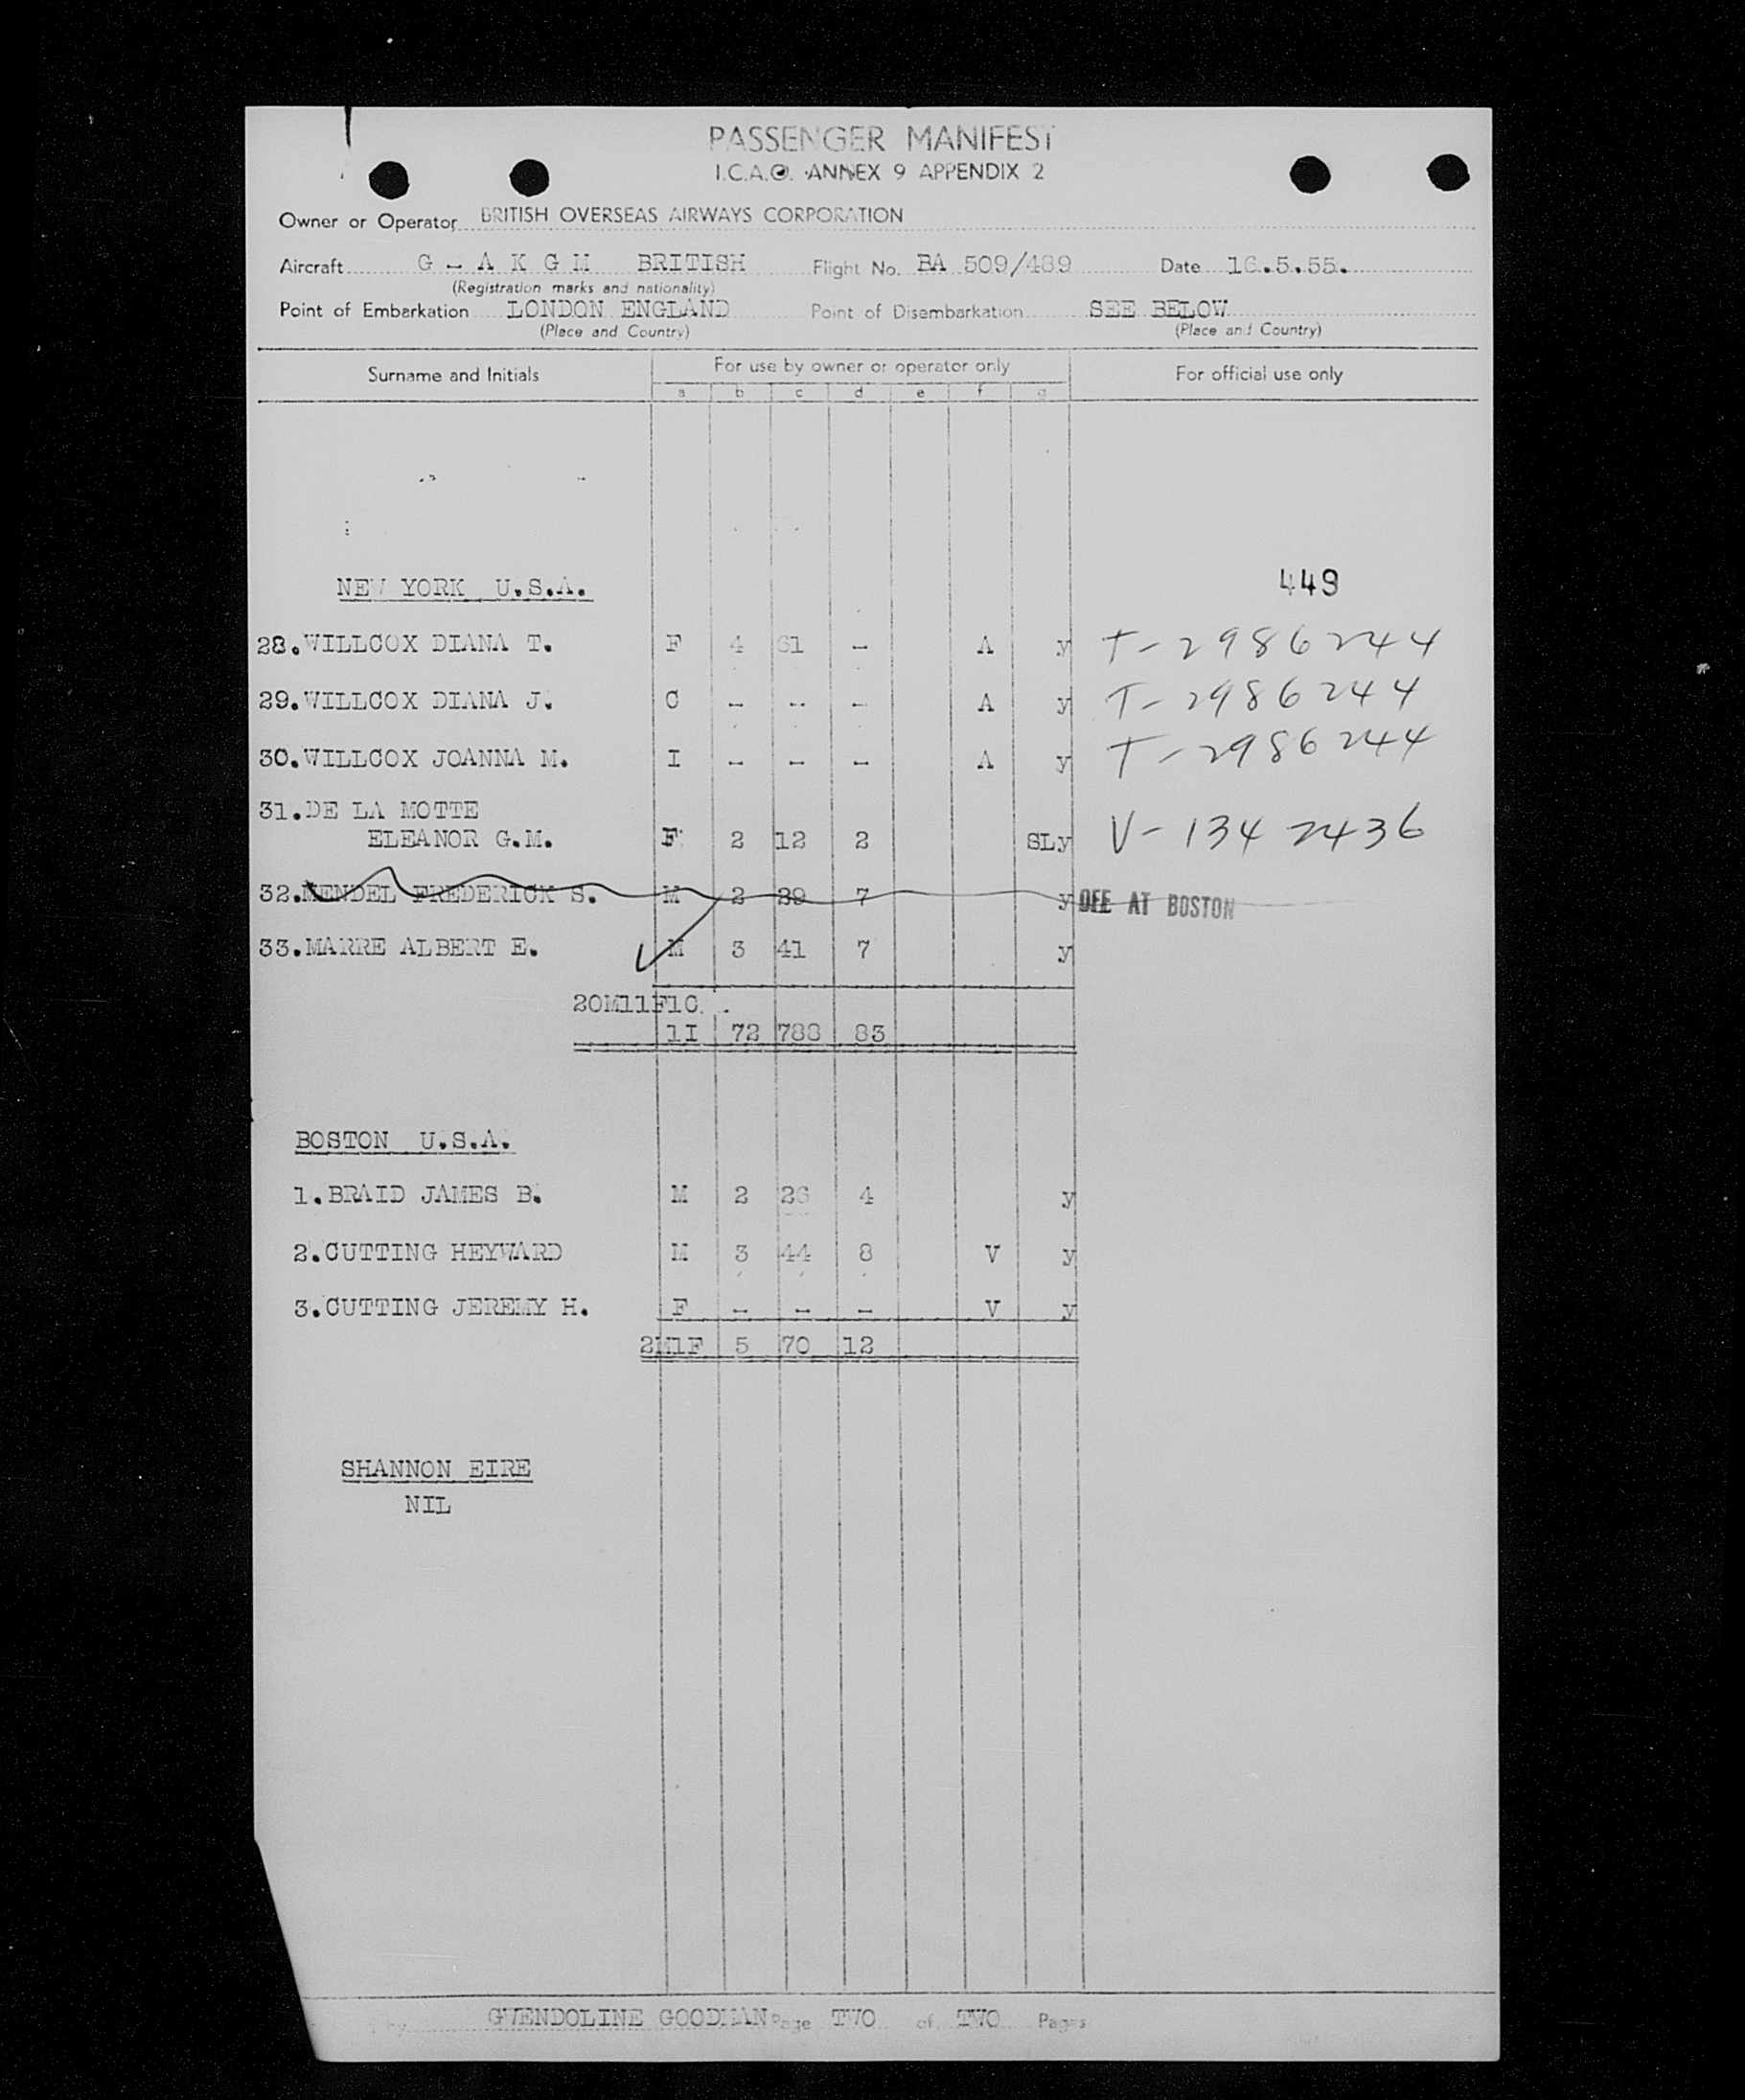 PASSENGER MANIFEST
I.C.A.O. ANNEX 9 APPENDIX 2
Owner or Operator BRITISH OVERSEAS AIRWAYS CORPORATION
Aircraft G - A K G H BRITISH Flight No. BA 509/489 Date 16.5.55.
(Registration marks and nationality)
Point of Embarkation LONDON ENGLAND Point of Disembarkation SEE BELOW
(Place and Country) (Place and Country)
Surname and Initials For use by owner or operator only For official use only
a b c d e f g
NEW YORK U.S.A. 449
28. WILLCOX DIANA T. F 4 61 - A y T-2986244
29. WILLCOX DIANA J. C - - - A y T-2986244
30. WILLCOX JOANNA M. I - - - A y T-2986244
31. DE LA MOTTE
ELEANOR G.M. F 2 12 2 SLy V-1342436
32. MENDEL FREDERICK S. M 2 39 7 y OFF AT BOSTON
33. MARRE ALBERT E. M 3 41 7 y
20M11F1C
1I 72 788 83
BOSTON U.S.A.
1. BRAID JAMES B. M 2 26 4 y
2. CUTTING HEYWARD M 3 44 8 V y
3. CUTTING JEREMY H. F - - - V y
2M1F 5 70 12
SHANNON EIRE
NIL
by GWENDOLINE GOODMAN Page TWO of TWO Pages